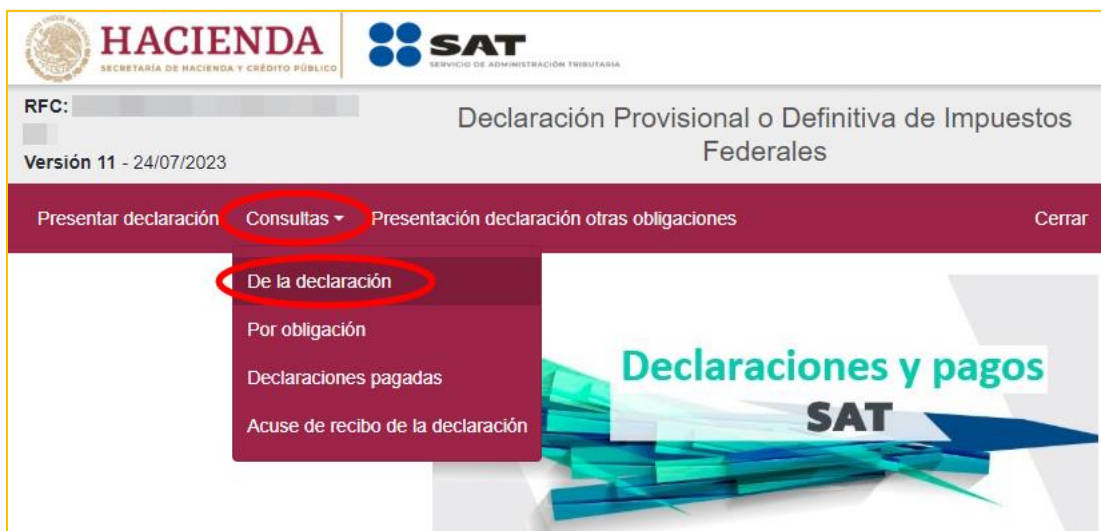 HACIENDA
SECRETARÍA DE HACIENDA Y CRÉDITO PÚBLICO
SAT
SERVICIO DE ADMINISTRACIÓN TRIBUTARIA
RFC:
Versión 11 - 24/07/2023
Declaración Provisional o Definitiva de Impuestos
Federales
Presentar declaración
Consultas
Presentación declaración otras obligaciones
Cerrar
De la declaración
Por obligación
Declaraciones pagadas
Acuse de recibo de la declaración
Declaraciones y pagos
SAT